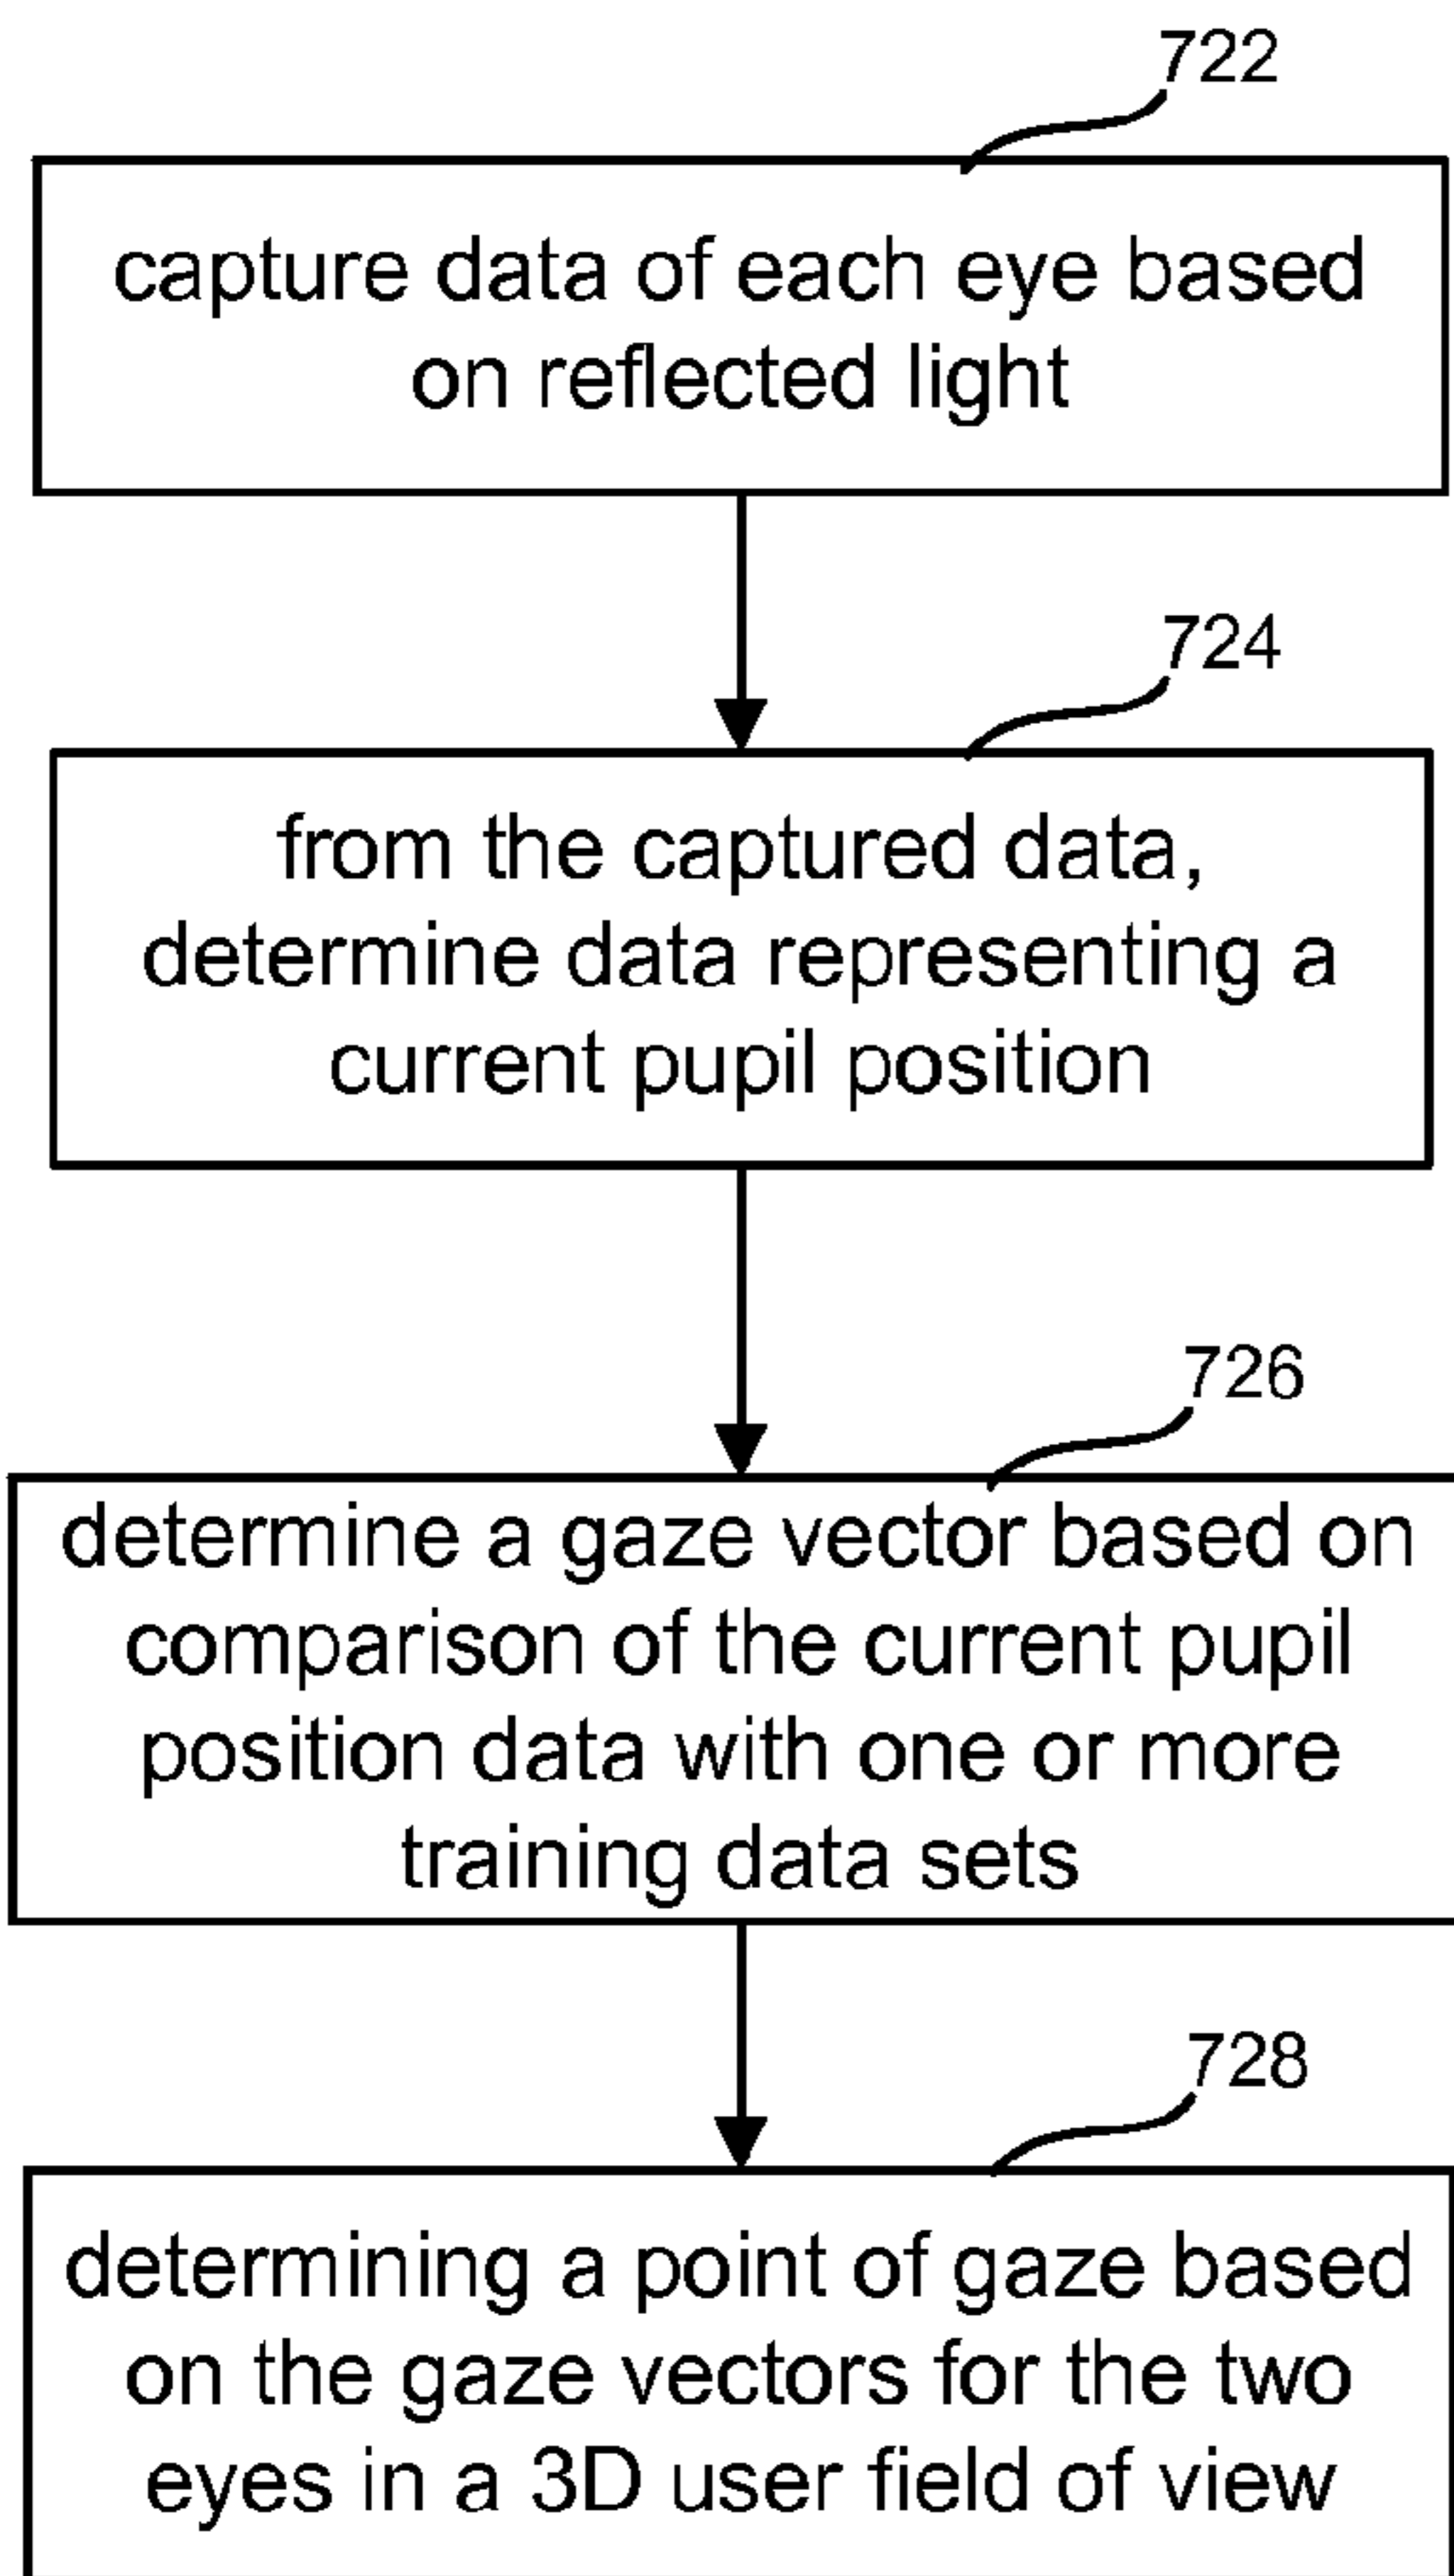 722
capture data of each eye based
on reflected light
724
from the captured data,
determine data representing a
current pupil position
726
determine a gaze vector based on
comparison of the current pupil
position data with one or more
training data sets
728
determining a point of gaze based
on the gaze vectors for the two
eyes in a 3D user field of view